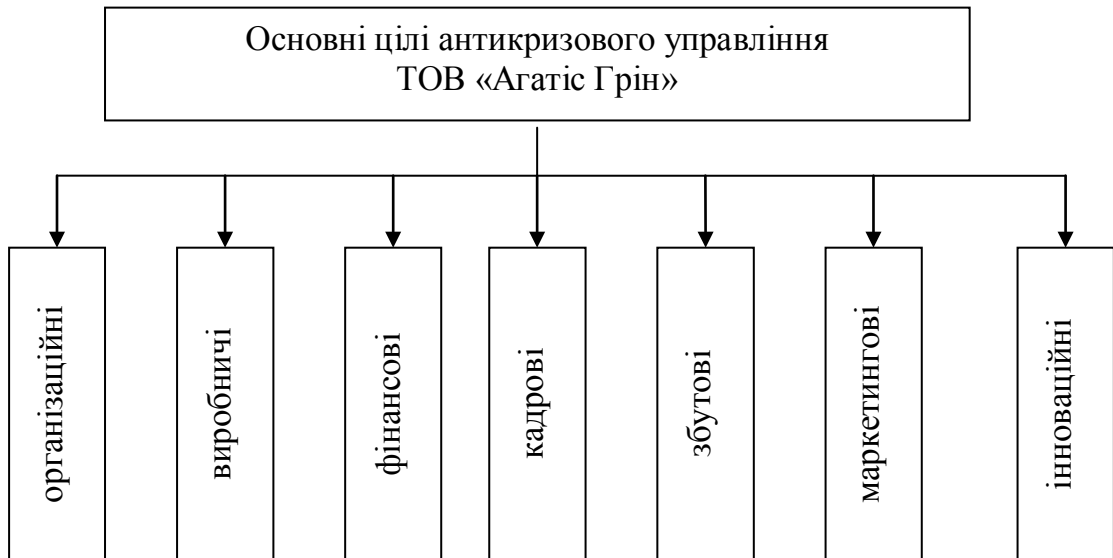 Основні цілі антикризового управління
ТОВ «Агатіс Грін»
організаційні
виробничі
фінансові
кадрові
збутові
маркетингові
інноваційні